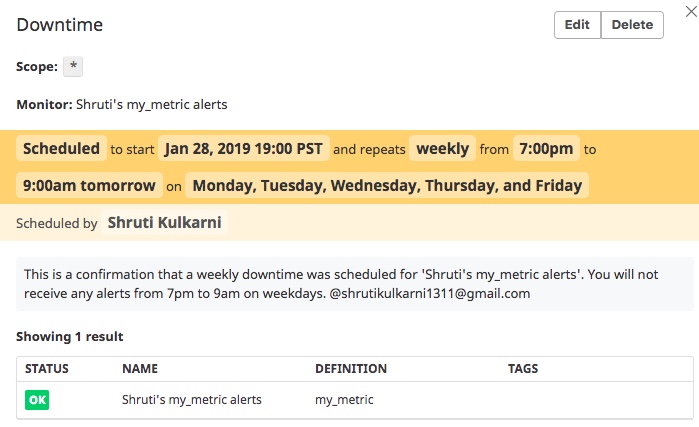 Downtime
Edit Delete
Scope: *
Monitor: Shruti's my_metric alerts
Scheduled to start Jan 28, 2019 19:00 PST and repeats weekly from 7:00pm to
9:00am tomorrow on Monday, Tuesday, Wednesday, Thursday, and Friday
Scheduled by Shruti Kulkarni
This is a confirmation that a weekly downtime was scheduled for 'Shruti's my_metric alerts'. You will not
receive any alerts from 7pm to 9am on weekdays. @shrutikulkarni1311@gmail.com
Showing 1 result
STATUS NAME DEFINITION TAGS
OK Shruti's my_metric alerts my_metric